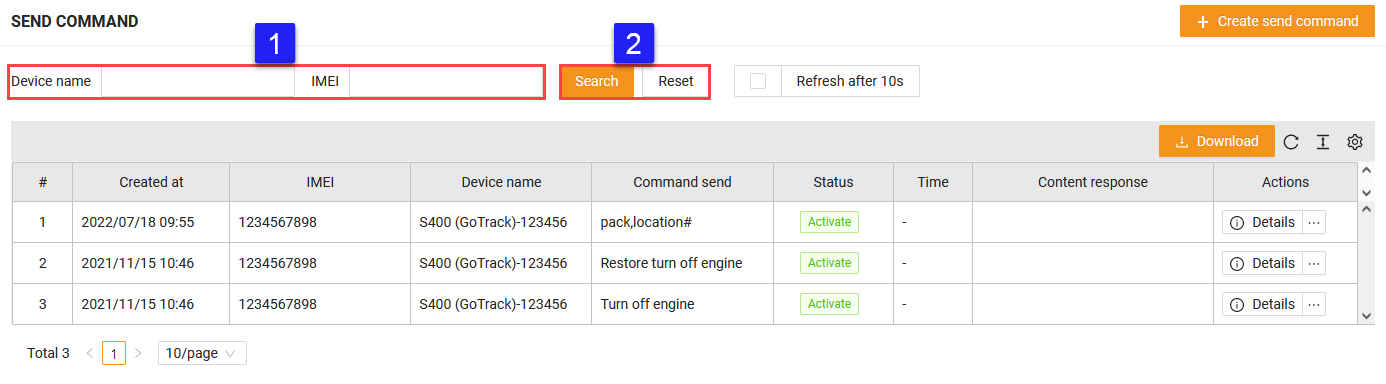 SEND COMMAND
+ Create send command
1
2
Device name IMEI Search Reset Refresh after 10s
Download
# Created at IMEI Device name Command send Status Time Content response Actions
1 2022/07/18 09:55 1234567898 S400 (GoTrack)-123456 pack,location# Activate - Details ...
2 2021/11/15 10:46 1234567898 S400 (GoTrack)-123456 Restore turn off engine Activate - Details ...
3 2021/11/15 10:46 1234567898 S400 (GoTrack)-123456 Turn off engine Activate - Details ...
Total 3 < 1 > 10/page